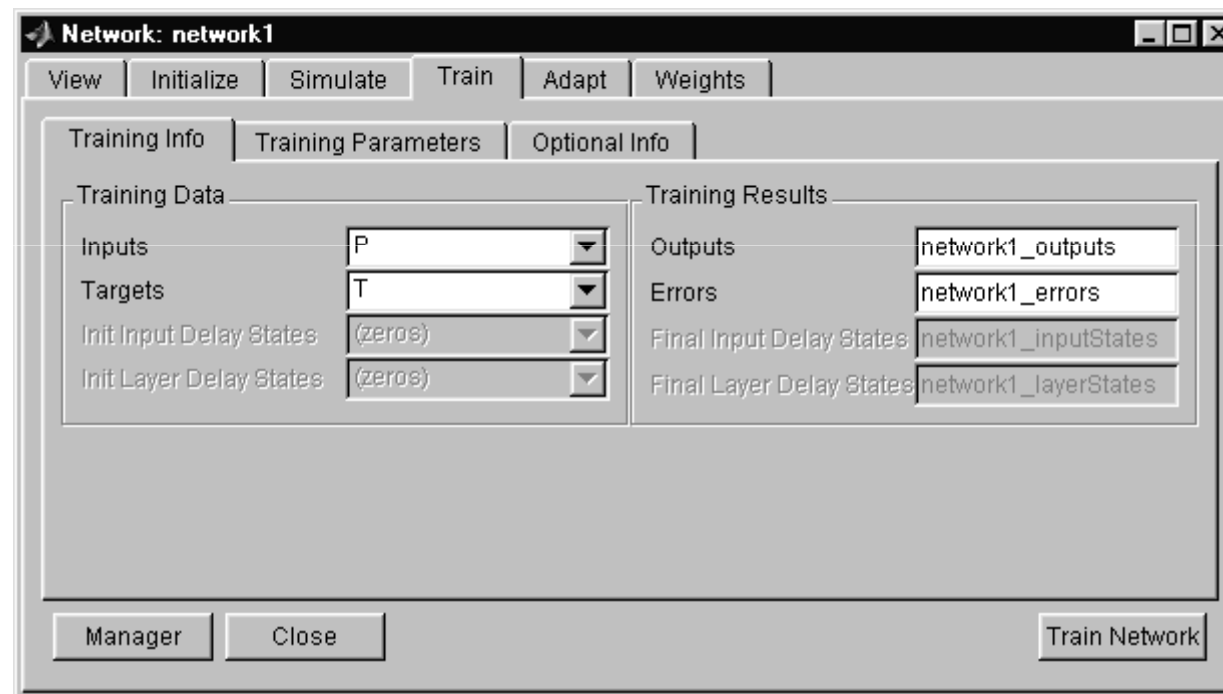 Network: network1
View Initialize Simulate Train Adapt Weights
Training Info Training Parameters Optional Info
Training Data
Inputs P
Targets T
Init Input Delay States (zeros)
Init Layer Delay States (zeros)
Training Results
Outputs network1_outputs
Errors network1_errors
Final Input Delay States network1_inputStates
Final Layer Delay States network1_layerStates
Manager Close Train Network